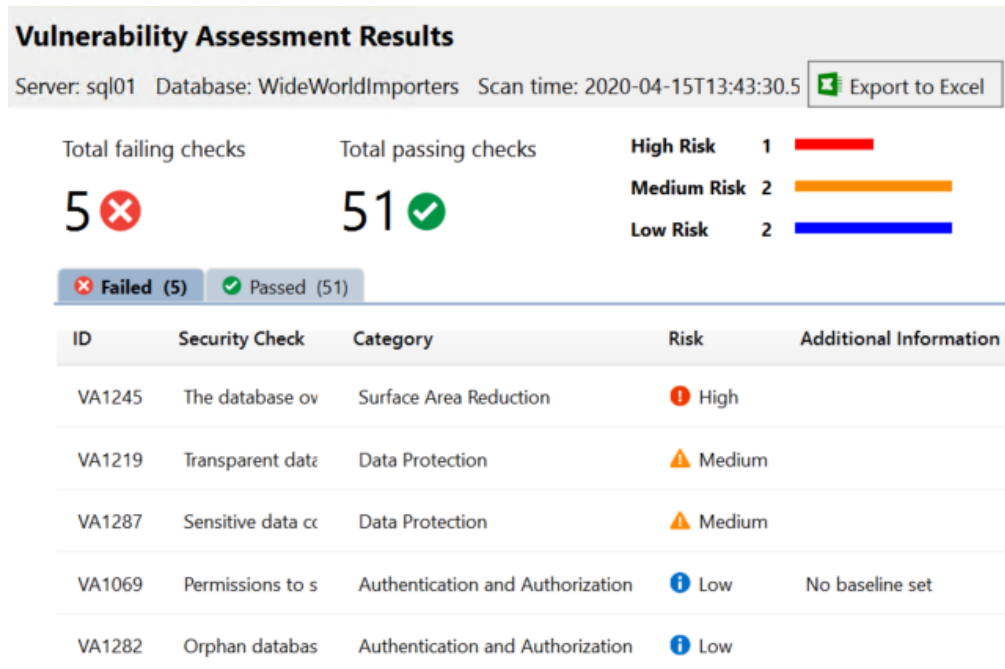 Vulnerability Assessment Results
Server: sql01 Database: WideWorldImporters Scan time: 2020-04-15T13:43:30.5 Export to Excel
Total failing checks Total passing checks High Risk 1
5 51 Medium Risk 2
Low Risk 2
Failed (5) Passed (51)
ID Security Check Category Risk Additional Information
VA1245 The database ov Surface Area Reduction High
VA1219 Transparent data Data Protection Medium
VA1287 Sensitive data co Data Protection Medium
VA1069 Permissions to s Authentication and Authorization Low No baseline set
VA1282 Orphan databas Authentication and Authorization Low